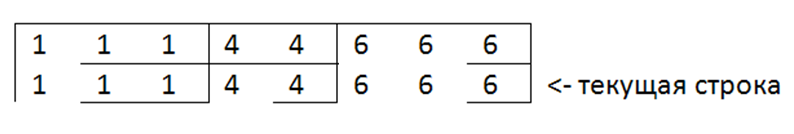 1 1 1 4 4 6 6 6
1 1 1 4 4 6 6 6 <- текущая строка